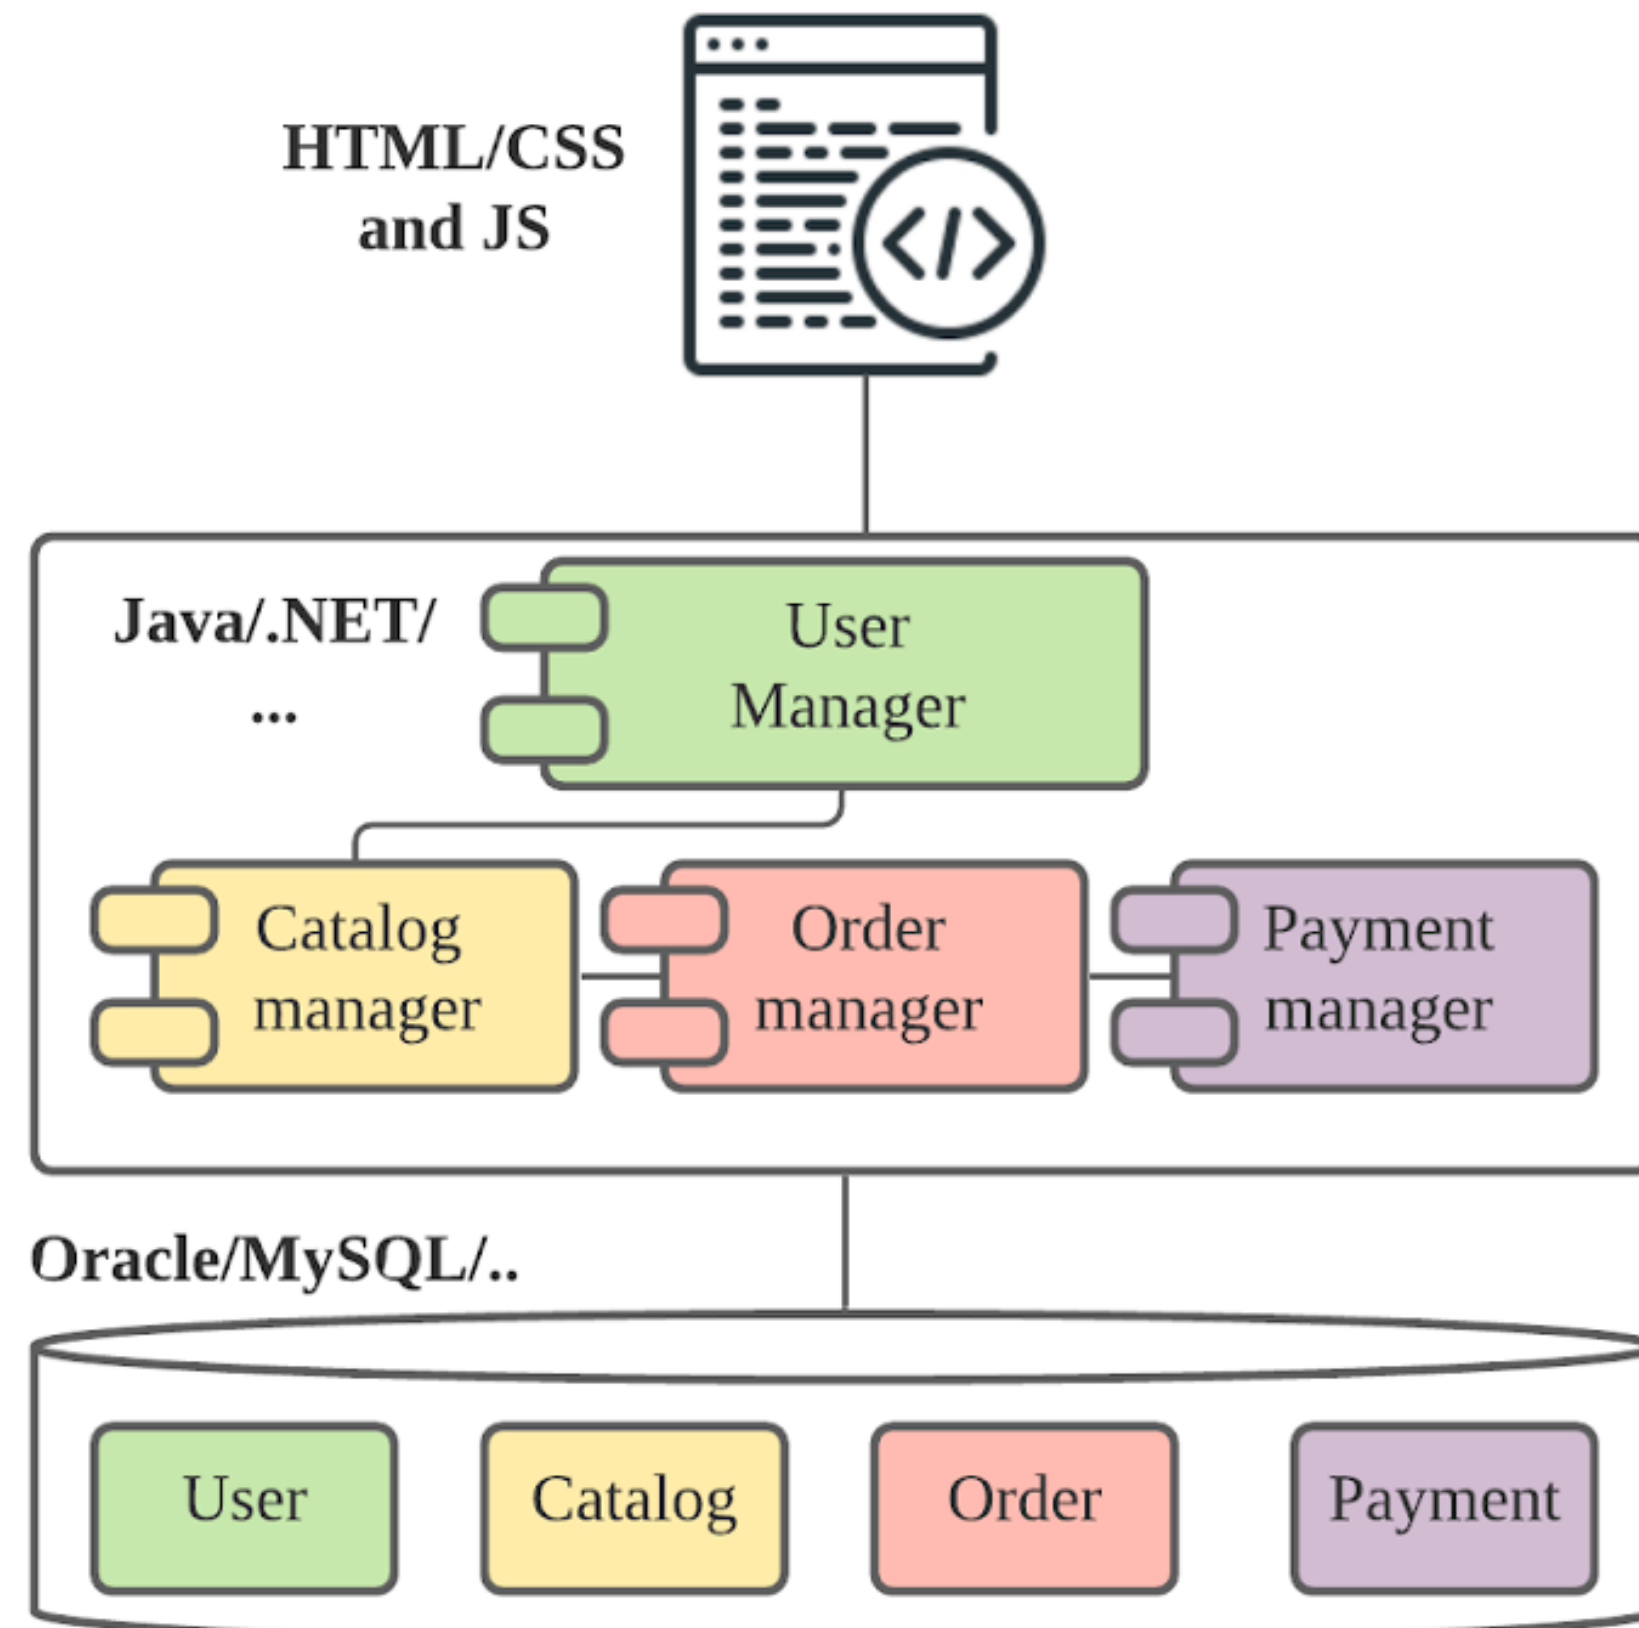 HTML/CSS
and JS
</>
Java/.NET/
...
User
Manager
Catalog
manager
Order
manager
Payment
manager
Oracle/MySQL/..
User
Catalog
Order
Payment